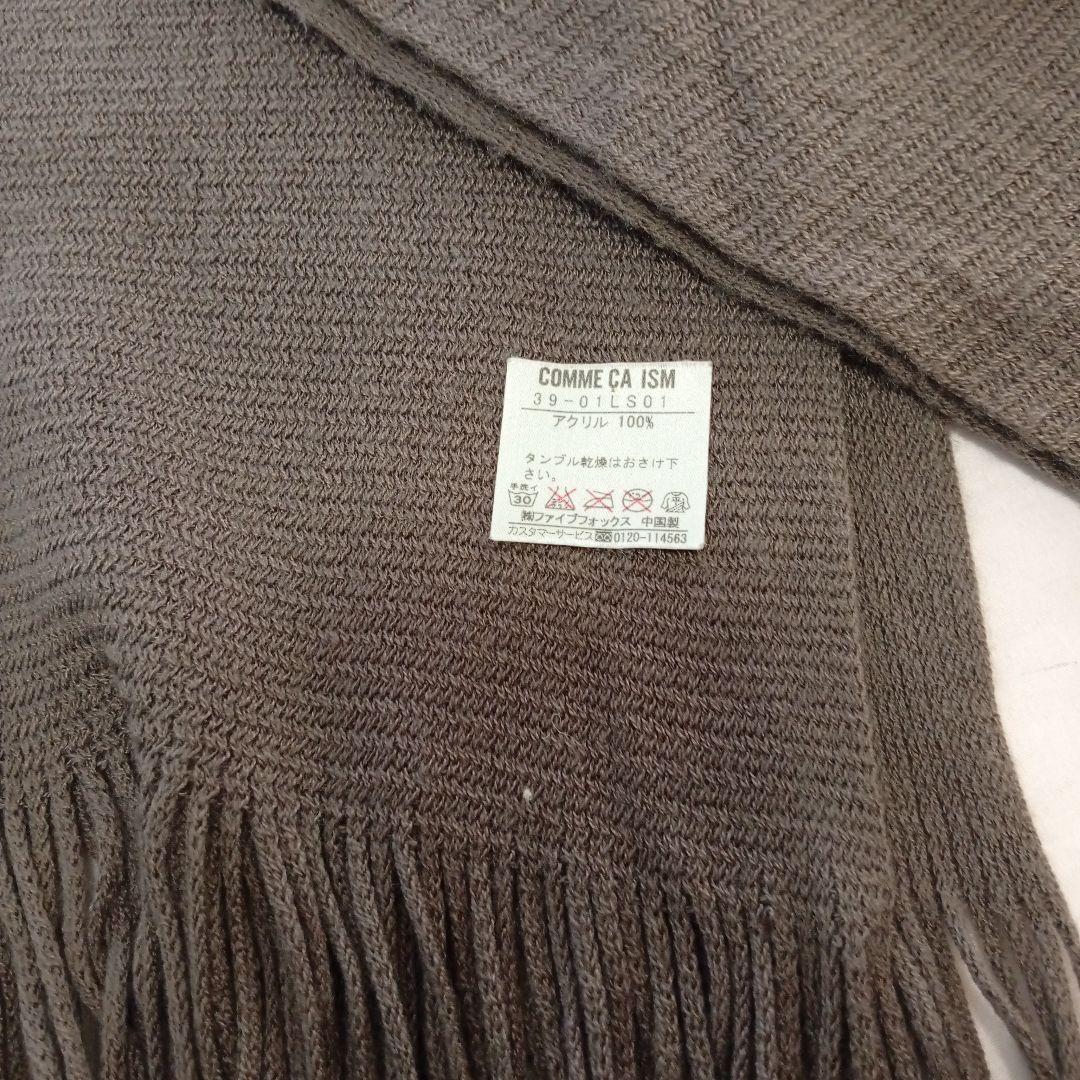 COMME ÇA ISM
39-01LS01
アクリル 100%
タンブル乾燥はおさけ下
さい。
手洗イ
30
㈱ファイブフォックス 中国製
カスタマーサービス 0120-114563